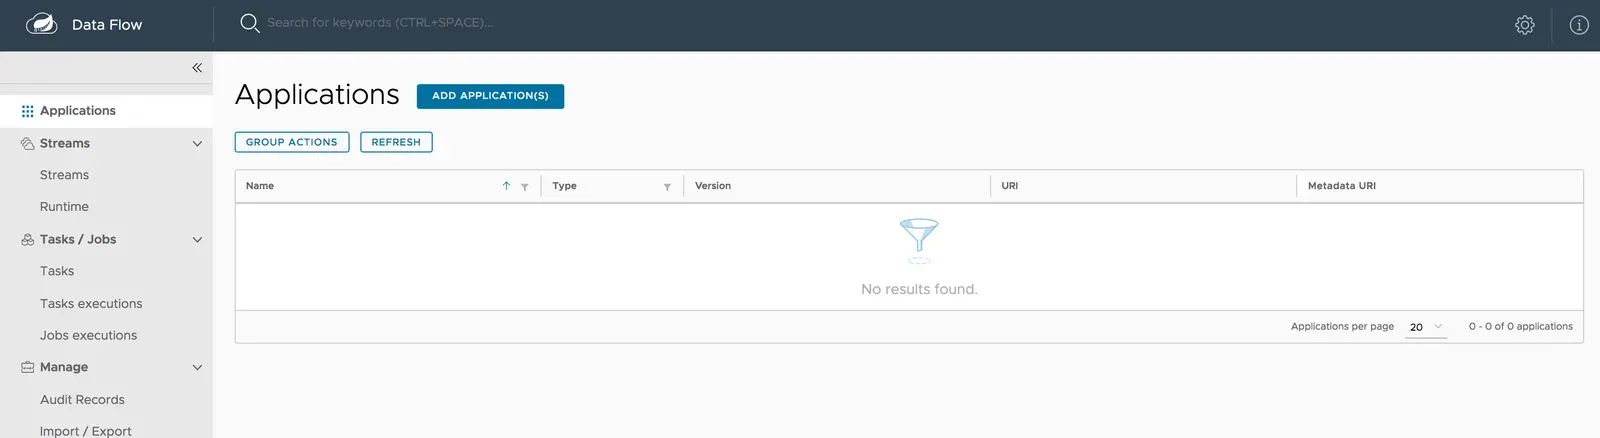 Data Flow
Search for keywords (CTRL+SPACE)...
Applications
Streams
Streams
Runtime
Tasks / Jobs
Tasks
Tasks executions
Jobs executions
Manage
Audit Records
Import / Export
Applications ADD APPLICATION(S)
GROUP ACTIONS REFRESH
Name Type Version URI Metadata URI
No results found.
Applications per page 20 0 - 0 of 0 applications